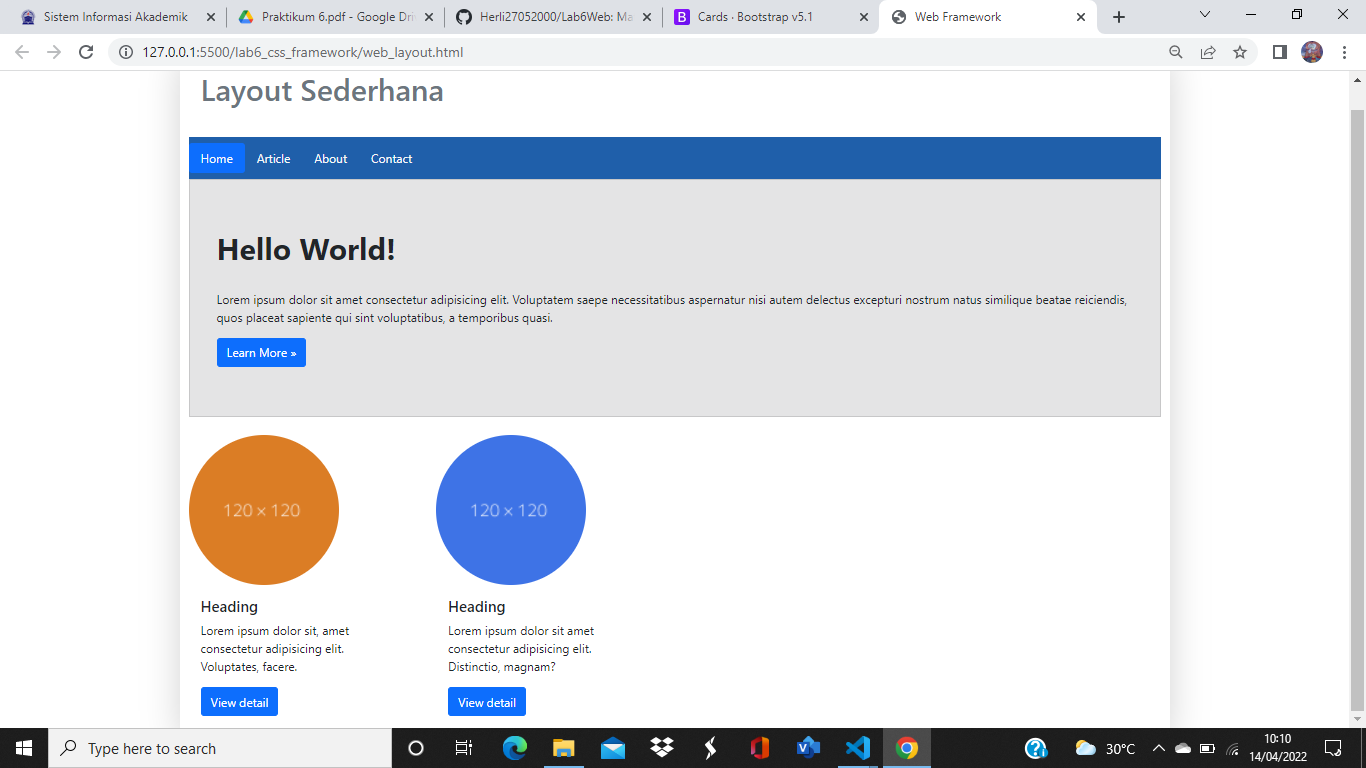 Sistem Informasi Akademik
Praktikum 6.pdf - Google Dri
Herli27052000/Lab6Web: Ma
B Cards · Bootstrap v5.1
Web Framework
127.0.0.1:5500/lab6_css_framework/web_layout.html
Layout Sederhana
Home Article About Contact
Hello World!
Lorem ipsum dolor sit amet consectetur adipisicing elit. Voluptatem saepe necessitatibus aspernatur nisi autem delectus excepturi nostrum natus similique beatae reiciendis,
quos placeat sapiente qui sint voluptatibus, a temporibus quasi.
Learn More »
120 × 120
120 × 120
Heading
Lorem ipsum dolor sit, amet
consectetur adipisicing elit.
Voluptates, facere.
View detail
Heading
Lorem ipsum dolor sit amet
consectetur adipisicing elit.
Distinctio, magnam?
View detail
Type here to search
30°C
10:10
14/04/2022